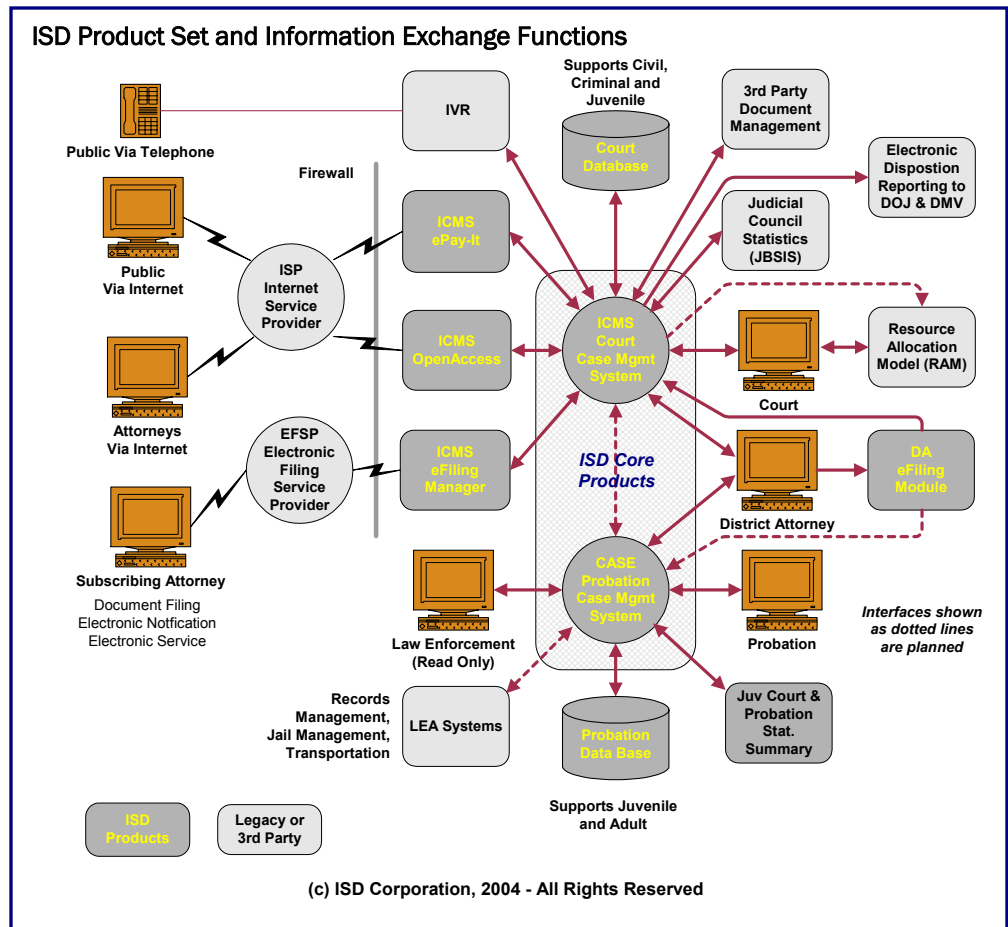 ISD Product Set and Information Exchange Functions
Public Via Telephone
IVR
Supports Civil,
Criminal and
Juvenile
Court
Database
3rd Party
Document
Management
Electronic
Dispostion
Reporting to
DOJ & DMV
Firewall
Public
Via Internet
ISP
Internet
Service
Provider
ICMS
ePay-It
Judicial
Council
Statistics
(JBSIS)
ICMS
OpenAccess
ICMS
Court
Case Mgmt
System
Court
Resource
Allocation
Model (RAM)
Attorneys
Via Internet
EFSP
Electronic
Filing
Service
Provider
ICMS
eFiling
Manager
ISD Core
Products
District Attorney
DA
eFiling
Module
Subscribing Attorney
Document Filing
Electronic Notfication
Electronic Service
Law Enforcement
(Read Only)
CASE
Probation
Case Mgmt
System
Probation
Interfaces shown
as dotted lines
are planned
Records
Management,
Jail Management,
Transportation
LEA Systems
Probation
Data Base
Juv Court &
Probation
Stat.
Summary
Supports Juvenile
and Adult
ISD
Products
Legacy or
3rd Party
(c) ISD Corporation, 2004 - All Rights Reserved